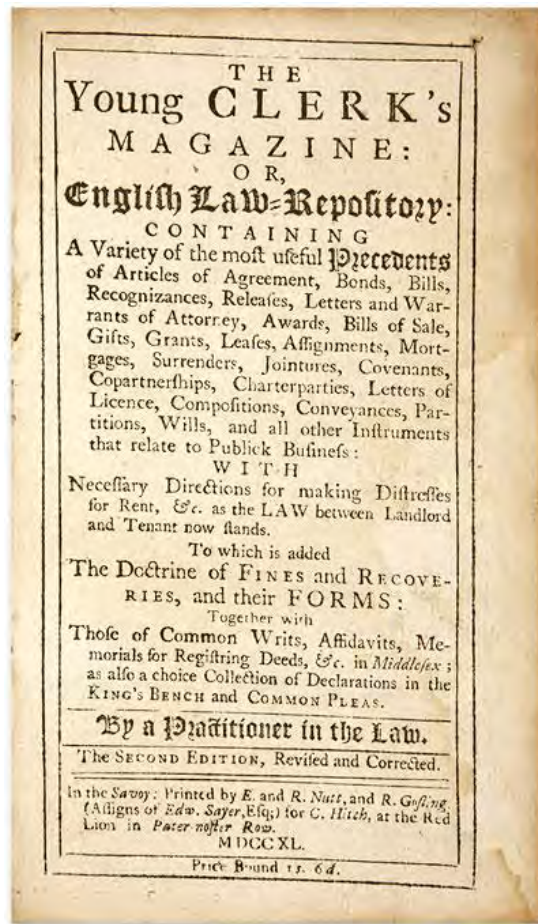 THE
Young CLERK's
MAGAZINE:
OR,
Engliſh Law-Repoſitory:
CONTAINING
A Variety of the moſt uſeful Precedents
of Articles of Agreement, Bonds, Bills,
Recognizances, Releaſes, Letters and War-
rants of Attorney, Awards, Bills of Sale,
Gifts, Grants, Leaſes, Aſſignments, Mort-
gages, Surrenders, Jointures, Covenants,
Copartnerſhips, Charterparties, Letters of
Licence, Compoſitions, Conveyances, Par-
titions, Wills, and all other Inſtruments
that relate to Publick Buſineſs:
WITH
Neceſſary Directions for making Diſtreſſes
for Rent, &c. as the LAW between Landlord
and Tenant now ſtands.
To which is added
The Doctrine of FINES and RECOVE-
RIES, and their FORMS:
Together with
Thoſe of Common Writs, Affidavits, Me-
morials for Regiſtring Deeds, &c. in Middleſex;
as alſo a choice Collection of Declarations in the
KING's BENCH and COMMON PLEAS.
By a Practitioner in the Law.
The SECOND EDITION, Reviſed and Corrected.
In the Savoy: Printed by E. and R. Nutt, and R. Goſling,
(Aſſigns of Edw. Sayer, Eſq;) for C. Hitch, at the Red
Lion in Pater-noſter Row.
MDCCXL.
Price Bound 1s. 6d.